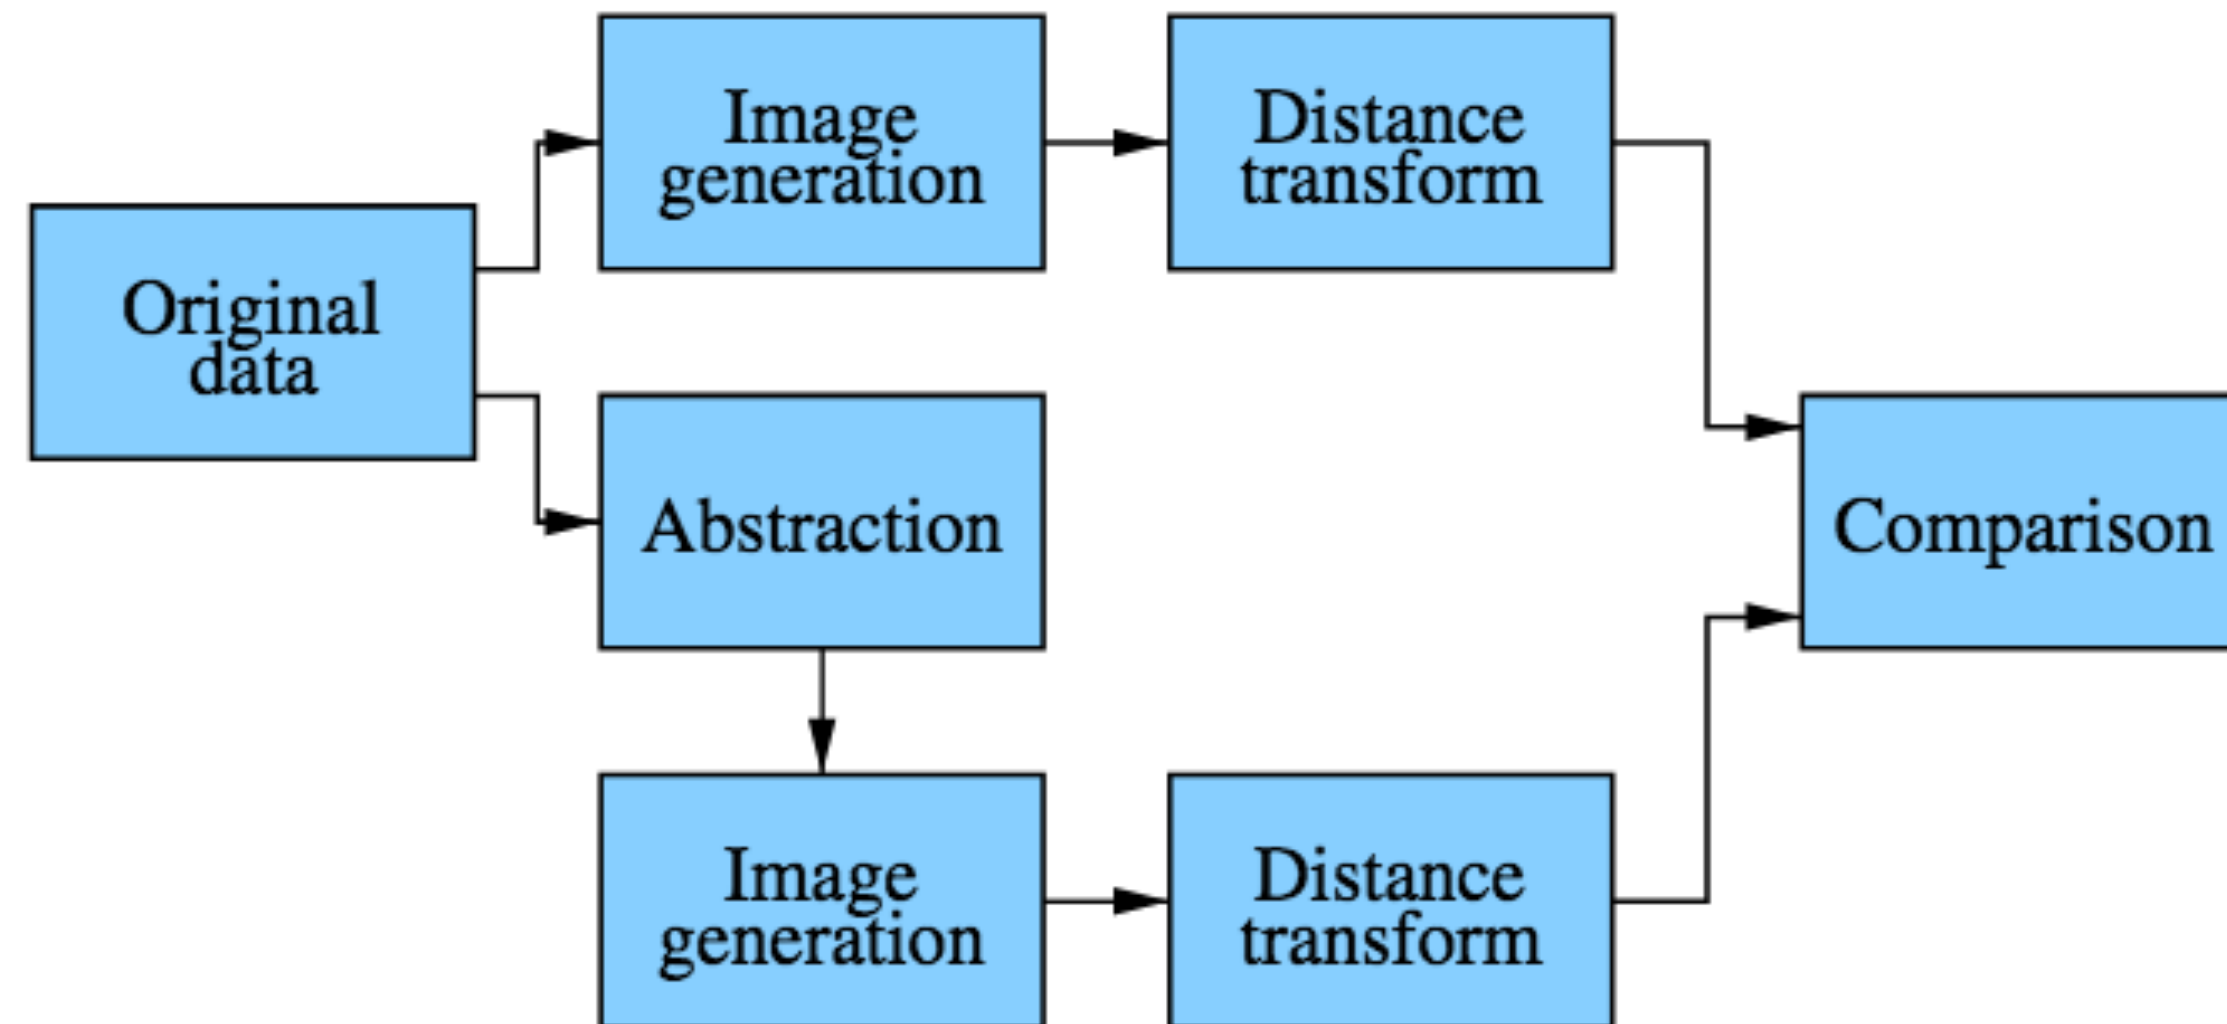 Image
generation
Distance
transform
Original
data
Abstraction
Comparison
Image
generation
Distance
transform